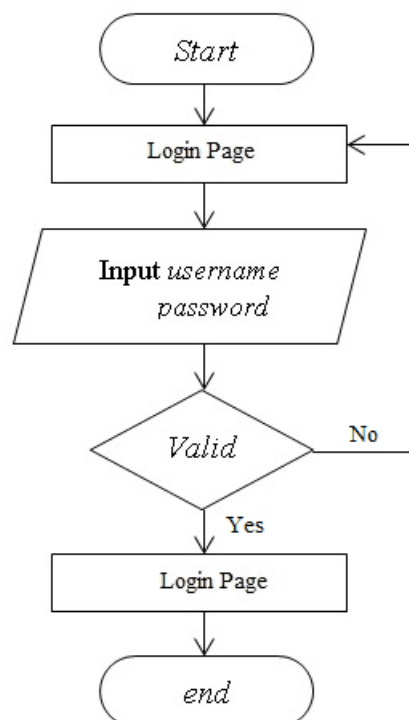 Start
Login Page
Input username
password
Valid
No
Yes
Login Page
end